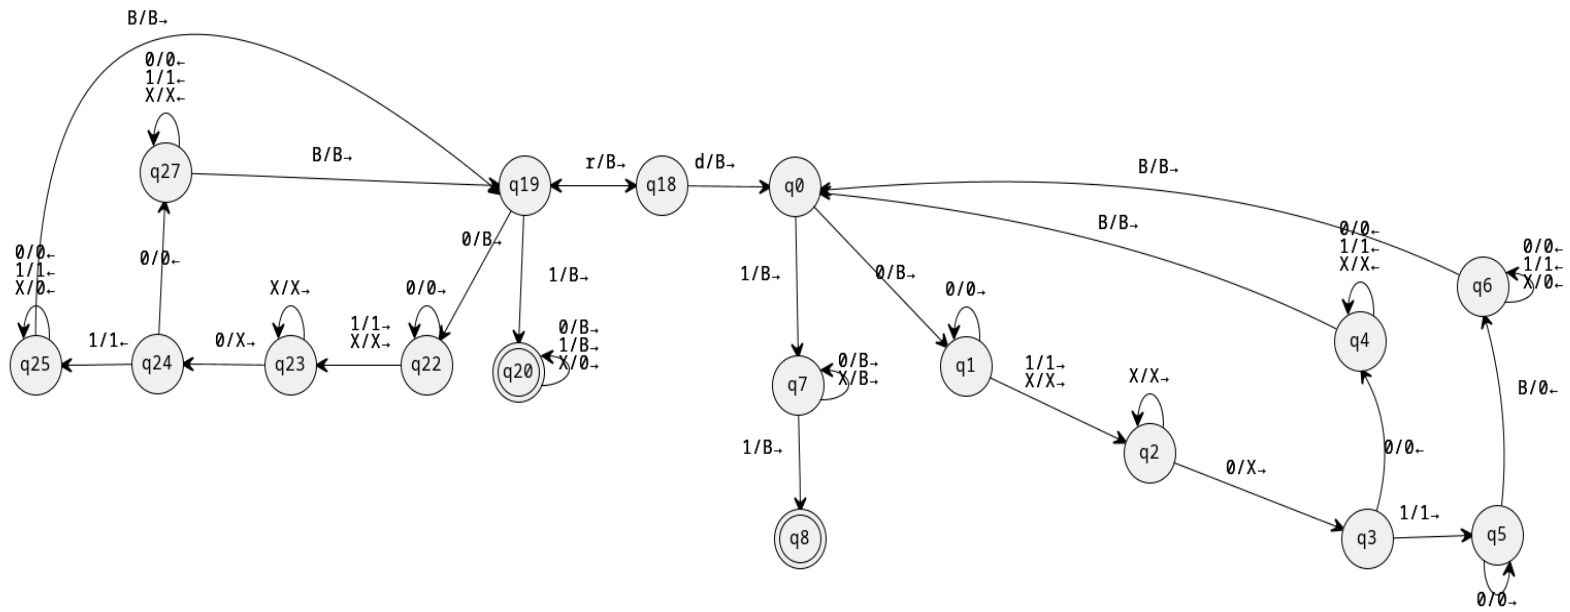 B/B→
0/0←
1/1←
X/X←
q27
B/B→
q19
r/B→
q18
d/B→
q0
B/B→
B/B→
0/0←
1/1←
X/X←
q4
0/0←
1/1←
X/0←
q6
0/0←
1/1←
X/0←
q25
1/1←
0/0←
q24
0/X→
X/X→
q23
1/1→
X/X→
0/0→
q22
0/B→
1/B→
0/B→
1/B→
X/0→
q20
1/B→
0/B→
0/B→
X/B→
q7
1/B→
q8
0/0→
q1
1/1→
X/X→
X/X→
q2
0/X→
q3
0/0←
1/1→
q5
B/0←
0/0→